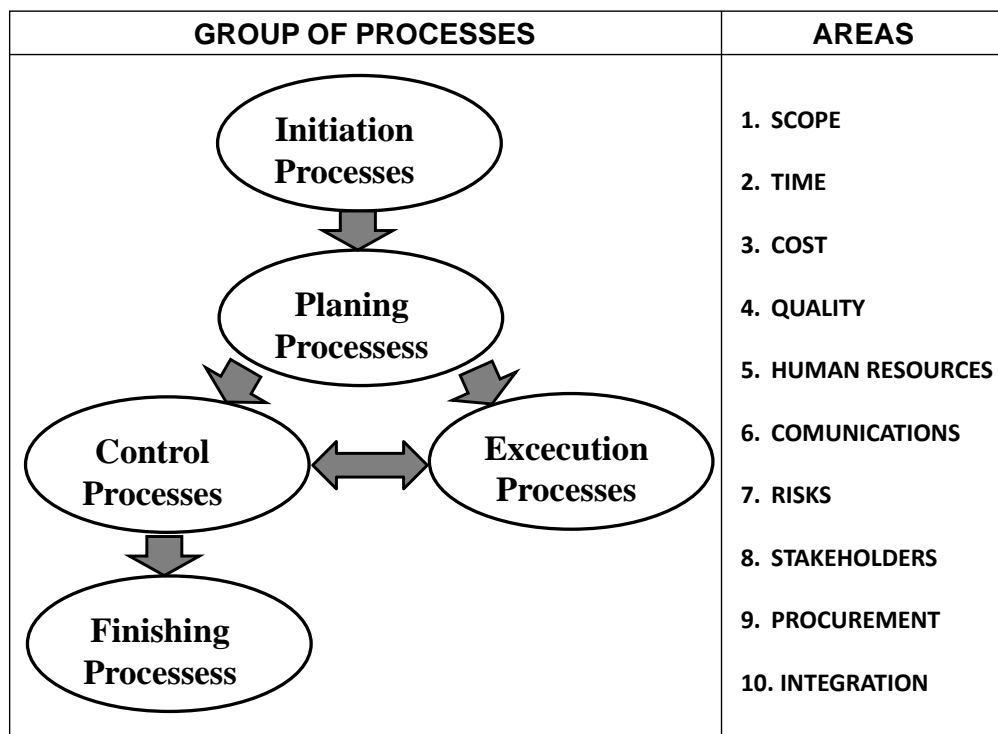 GROUP OF PROCESSES
AREAS
Initiation
Processes
Planing
Processess
Control
Processes
Excecution
Processes
Finishing
Processess
1. SCOPE
2. TIME
3. COST
4. QUALITY
5. HUMAN RESOURCES
6. COMUNICATIONS
7. RISKS
8. STAKEHOLDERS
9. PROCUREMENT
10. INTEGRATION